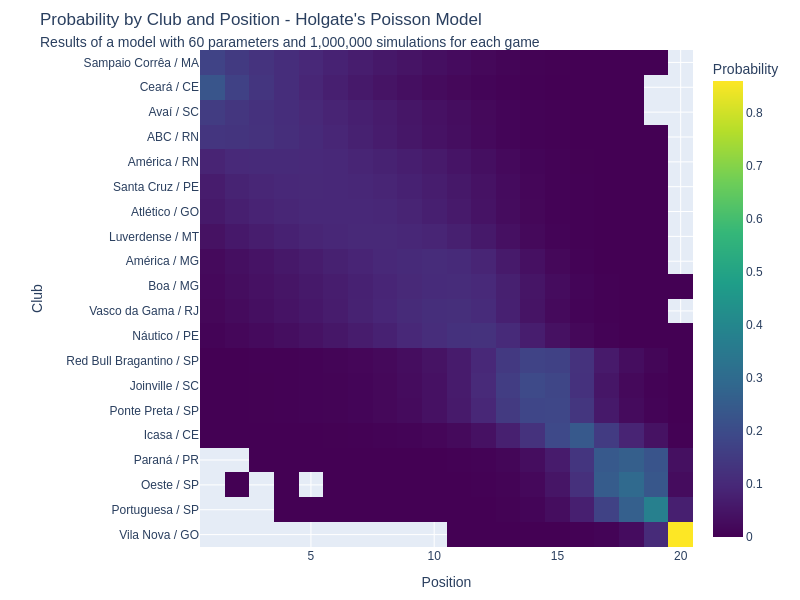 Probability by Club and Position - Holgate's Poisson Model
Results of a model with 60 parameters and 1,000,000 simulations for each game
Probability
Sampaio Corrêa / MA
Ceará / CE
Avaí / SC
ABC / RN
América / RN
Santa Cruz / PE
Atlético / GO
Luverdense / MT
América / MG
Boa / MG
Vasco da Gama / RJ
Náutico / PE
Red Bull Bragantino / SP
Joinville / SC
Ponte Preta / SP
Icasa / CE
Paraná / PR
Oeste / SP
Portuguesa / SP
Vila Nova / GO
Club
5
10
15
20
Position
0.8
0.7
0.6
0.5
0.4
0.3
0.2
0.1
0